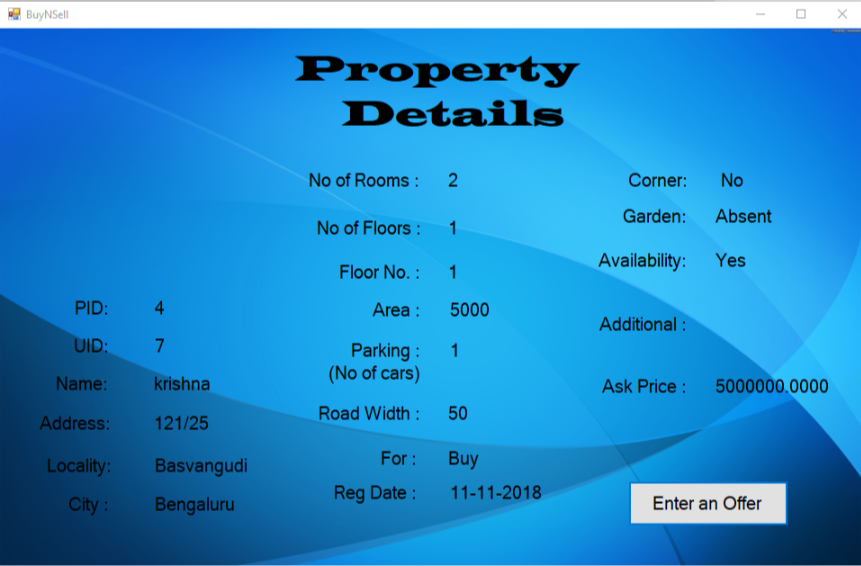 BuyNSell
Property
Details
No of Rooms : 2
No of Floors : 1
Floor No. : 1
Area : 5000
Parking : 1
(No of cars)
Road Width : 50
For : Buy
Reg Date : 11-11-2018
PID: 4
UID: 7
Name: krishna
Address: 121/25
Locality: Basvangudi
City : Bengaluru
Corner: No
Garden: Absent
Availability: Yes
Additional :
Ask Price : 5000000.0000
Enter an Offer